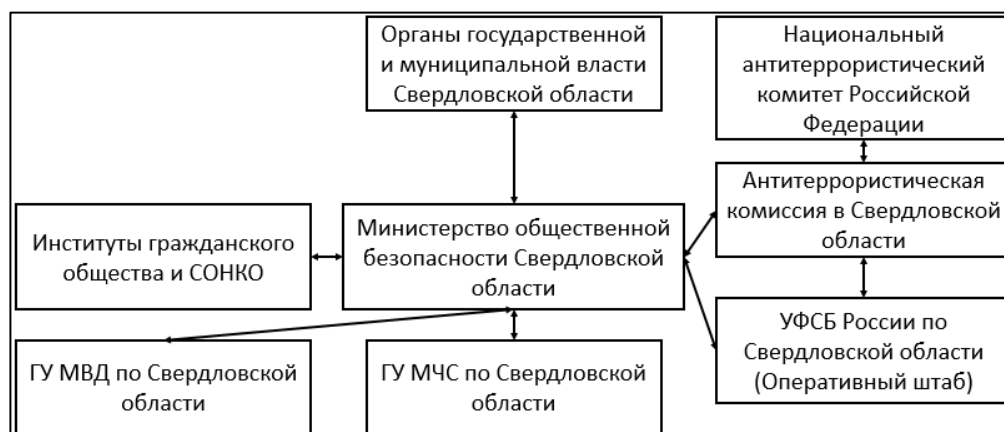 Органы государственной
и муниципальной власти
Свердловской области
Национальный
антитеррористический
комитет Российской
Федерации
Антитеррористическая
комиссия в Свердловской
области
Институты гражданского
общества и СОНКО
Министерство общественной
безопасности Свердловской
области
УФСБ России по
Свердловской области
(Оперативный штаб)
ГУ МВД по Свердловской
области
ГУ МЧС по Свердловской
области